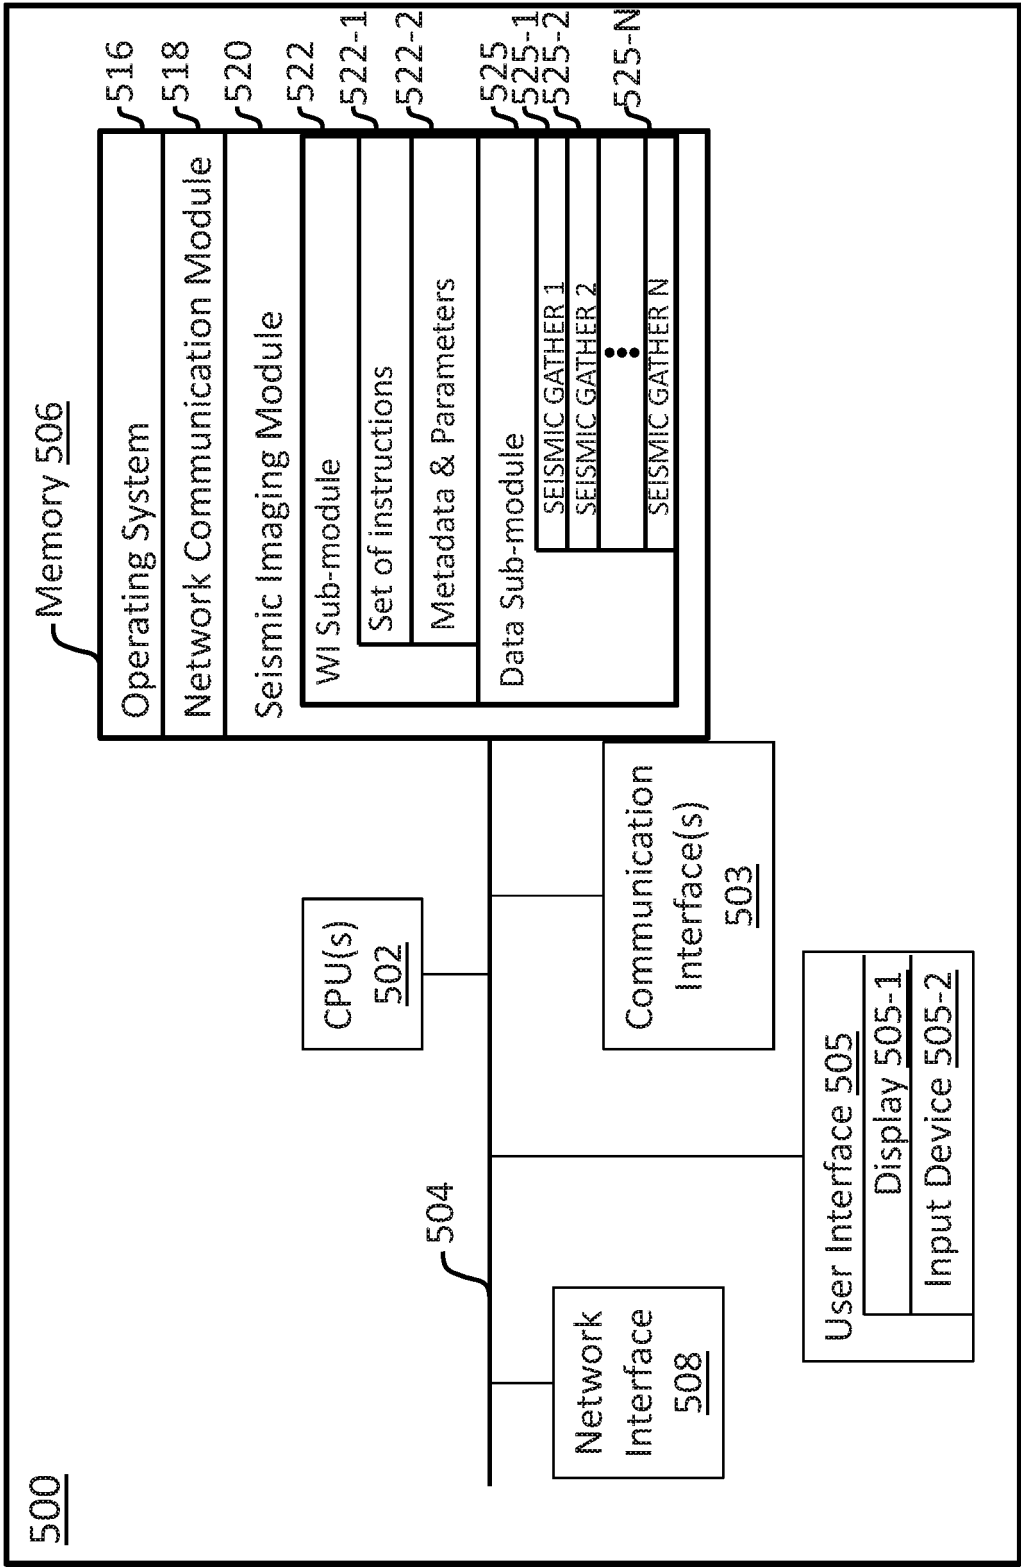 500
Memory 506
Operating System
516
Network Communication Module
518
Seismic Imaging Module
520
WI Sub-module
522
Set of instructions
522-1
Metadata & Parameters
522-2
Data Sub-module
525
SEISMIC GATHER 1
525-1
SEISMIC GATHER 2
525-2
SEISMIC GATHER N
525-N
CPU(s)
502
504
Network
Interface
508
Communication
Interface(s)
503
User Interface 505
Display 505-1
Input Device 505-2